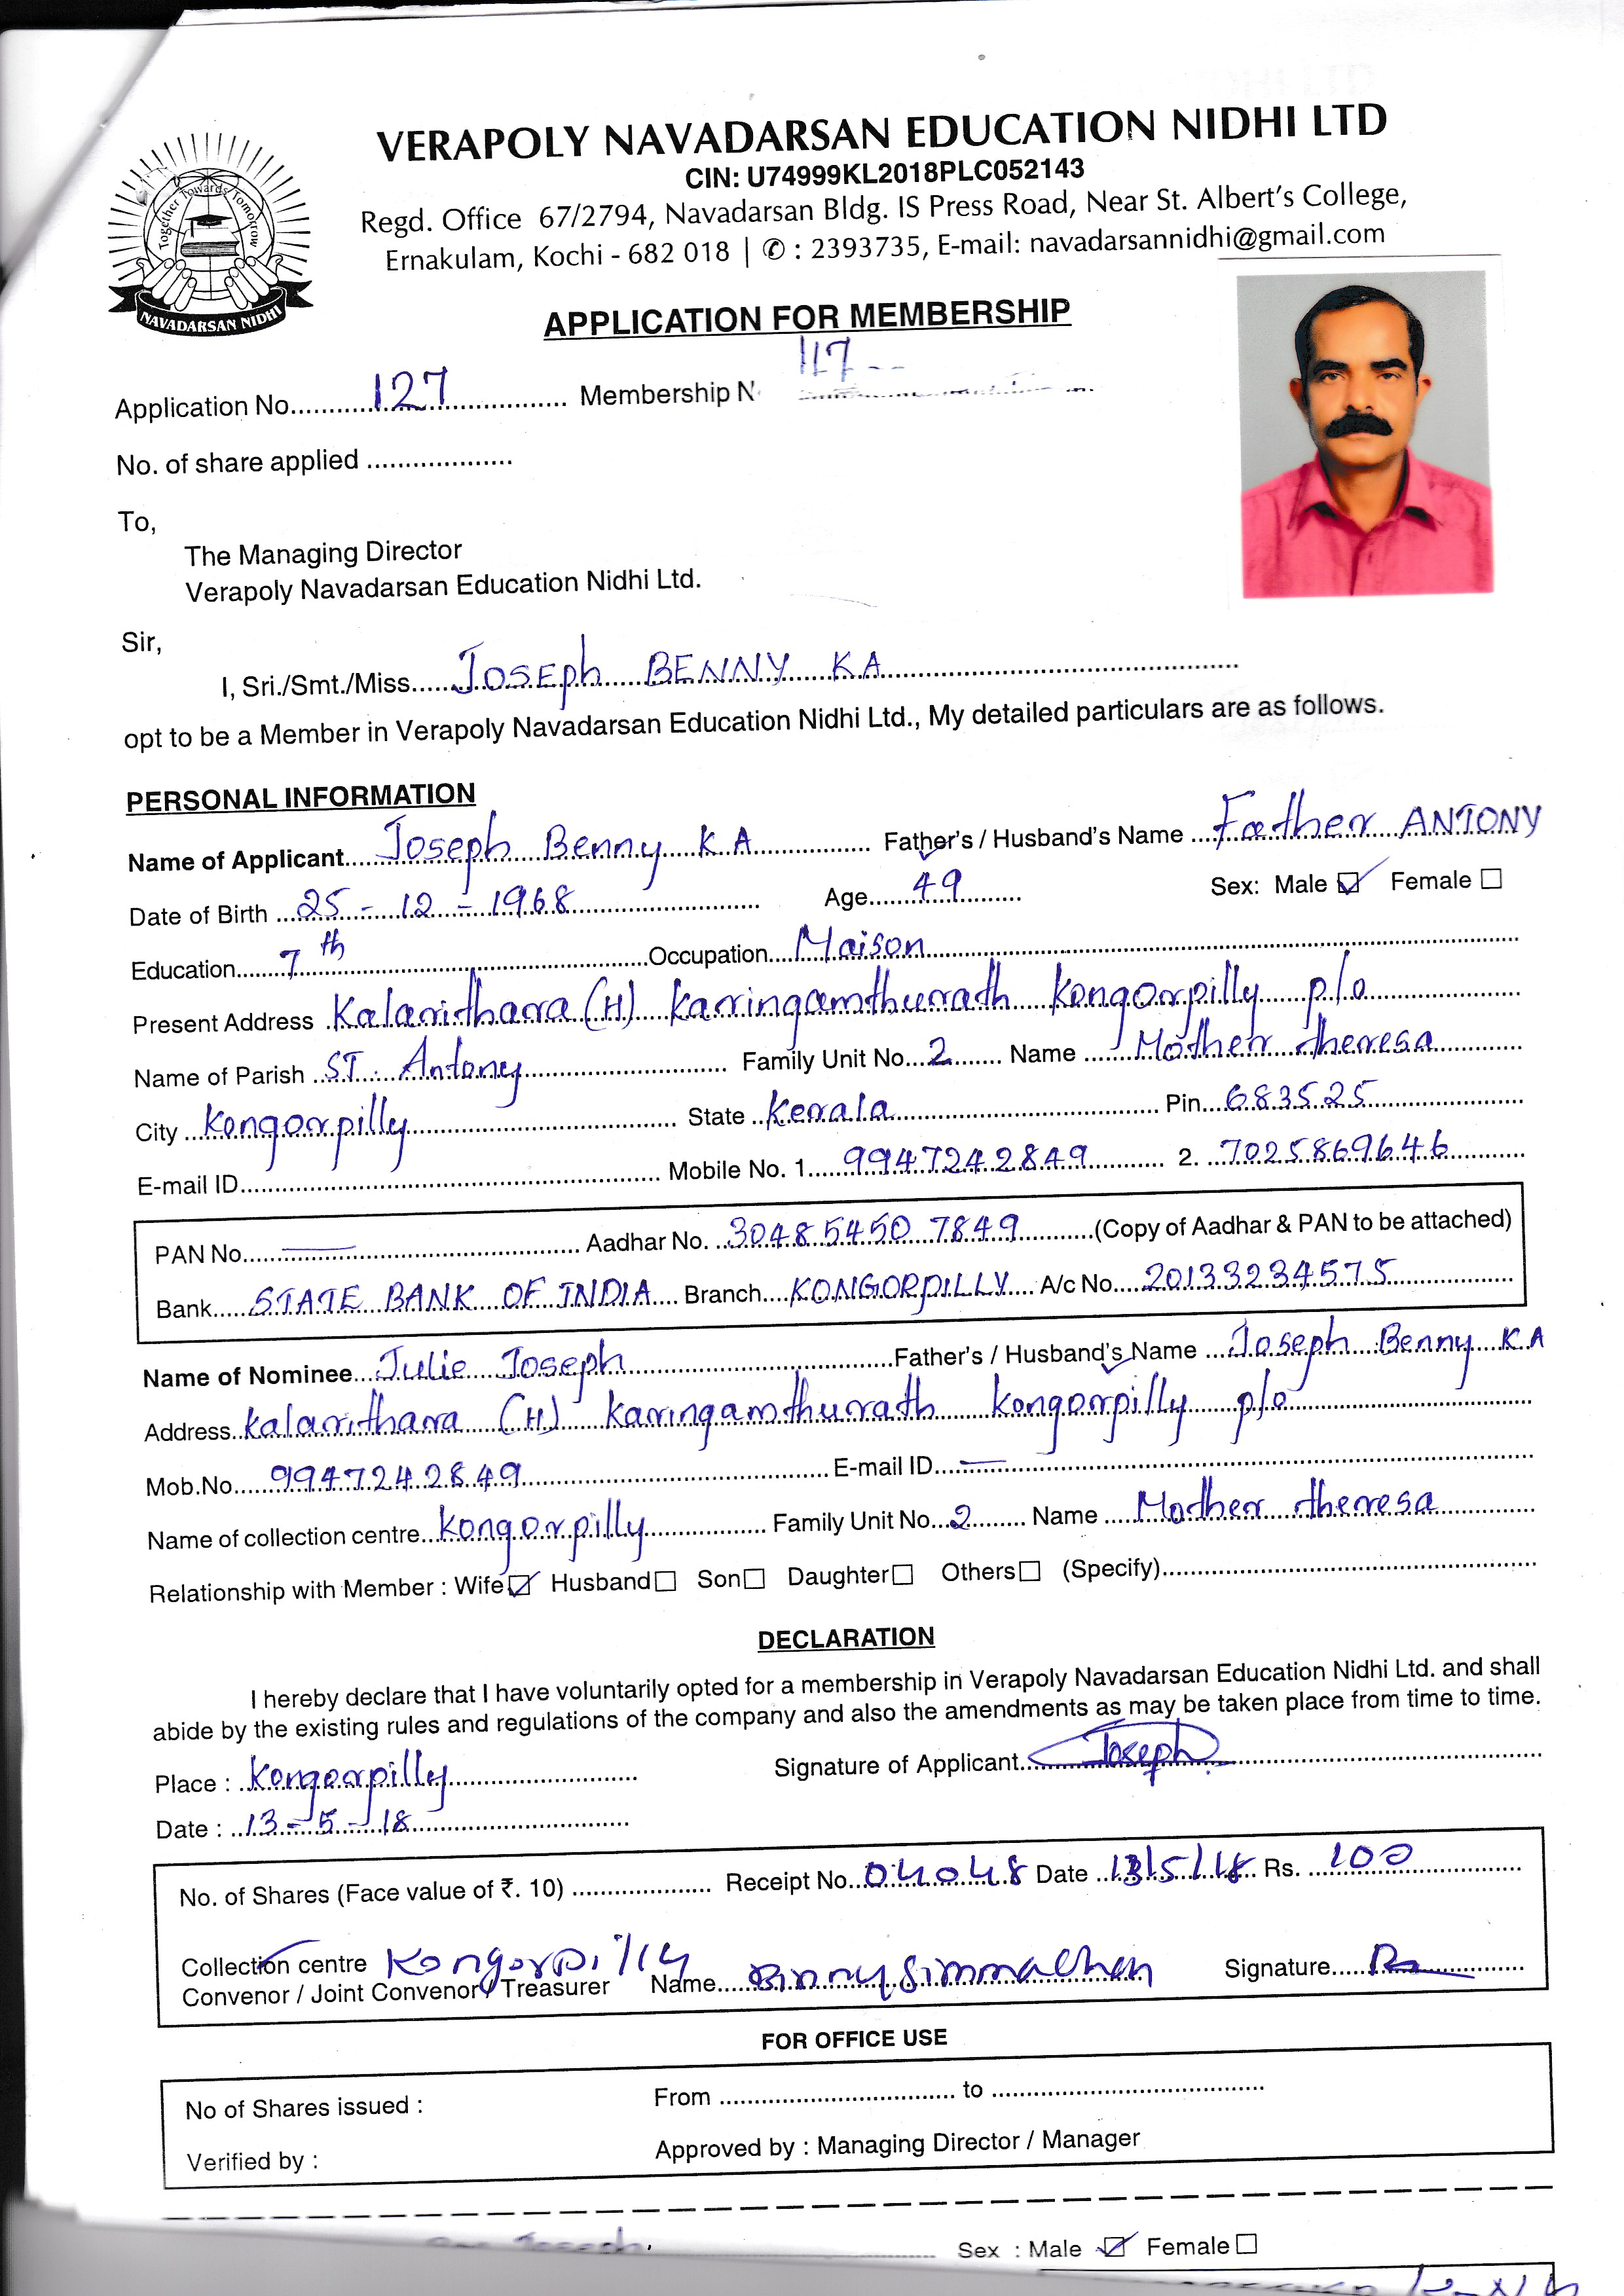 VERAPOLY NAVADARSAN EDUCATION NIDHI LTD
CIN: U74999KL2018PLC052143
Regd. Office 67/2794, Navadarsan Bldg. IS Press Road, Near St. Albert's College,
Ernakulam, Kochi - 682 018 | ✆ : 2393735, E-mail: navadarsannidhi@gmail.com
Together Towards Tomorrow
NAVADARSAN NIDHI
APPLICATION FOR MEMBERSHIP
Application No. 127 Membership N 117
No. of share applied
To,
The Managing Director
Verapoly Navadarsan Education Nidhi Ltd.
Sir,
I, Sri./Smt./Miss. JOSEph BENNY KA
opt to be a Member in Verapoly Navadarsan Education Nidhi Ltd., My detailed particulars are as follows.
PERSONAL INFORMATION
Name of Applicant Joseph Benny K A Father's / Husband's Name Father ANTONY
Date of Birth 25 - 12 - 1968 Age 49 Sex: Male ☑ Female ☐
Education 7th Occupation Maison
Present Address Kalarithara (H) Karingamthurath Kongorpilly p/o
Name of Parish ST. Antony Family Unit No. 2 Name Mother theresa
City Kongorpilly State Kerala Pin 683525
E-mail ID Mobile No. 1 9947242849 2. 7025869646
PAN No. — Aadhar No. 3048 5450 7849 (Copy of Aadhar & PAN to be attached)
Bank STATE BANK OF INDIA Branch KONGORPILLY A/c No. 20133234575
Name of Nominee Julie Joseph Father's / Husband's Name Joseph Benny K.A
Address Kalarithara (H) Karingamthurath Kongorpilly p/o
Mob.No. 9947242849 E-mail ID —
Name of collection centre Kongorpilly Family Unit No. 2 Name Mother theresa
Relationship with Member : Wife ☑ Husband ☐ Son ☐ Daughter ☐ Others ☐ (Specify)
DECLARATION
I hereby declare that I have voluntarily opted for a membership in Verapoly Navadarsan Education Nidhi Ltd. and shall
abide by the existing rules and regulations of the company and also the amendments as may be taken place from time to time.
Place : Kongorpilly Signature of Applicant Joseph
Date : 13-5-18
No. of Shares (Face value of ₹. 10) Receipt No. 04048 Date 13/5/18 Rs. 100
Collection centre Kongorpilly
Convenor / Joint Convenor / Treasurer Name Binny Simmachen Signature
FOR OFFICE USE
No of Shares issued : From to
Verified by : Approved by : Managing Director / Manager
Joseph Sex : Male ☑ Female ☐